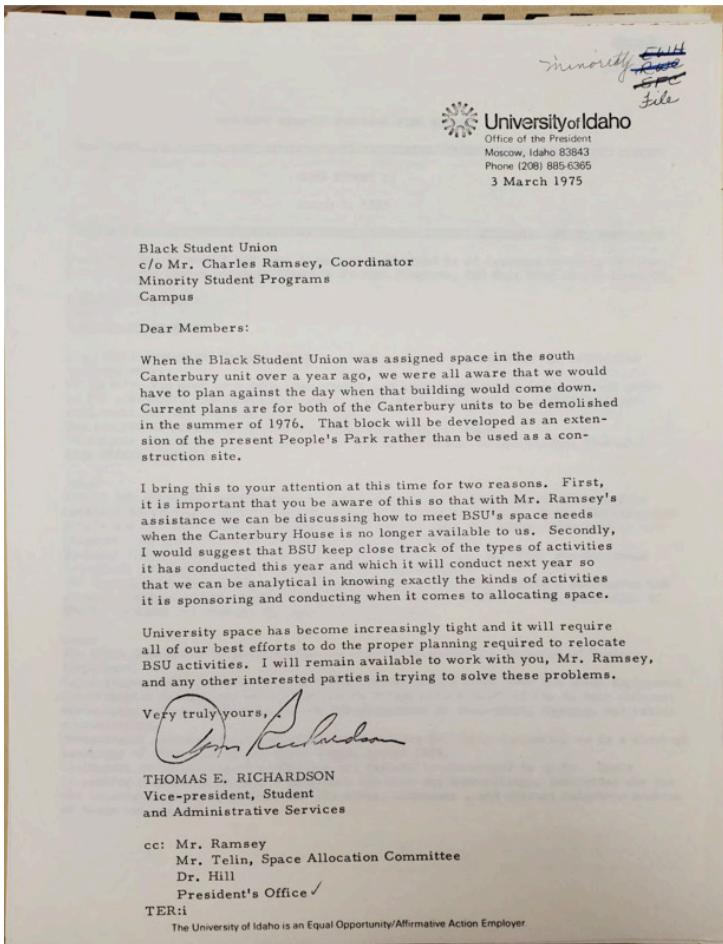 minority EWH
RWC
SFC
File
University of Idaho
Office of the President
Moscow, Idaho 83843
Phone (208) 885-6365
3 March 1975
Black Student Union
c/o Mr. Charles Ramsey, Coordinator
Minority Student Programs
Campus
Dear Members:
When the Black Student Union was assigned space in the south
Canterbury unit over a year ago, we were all aware that we would
have to plan against the day when that building would come down.
Current plans are for both of the Canterbury units to be demolished
in the summer of 1976. That block will be developed as an exten-
sion of the present People's Park rather than be used as a con-
struction site.
I bring this to your attention at this time for two reasons. First,
it is important that you be aware of this so that with Mr. Ramsey's
assistance we can be discussing how to meet BSU's space needs
when the Canterbury House is no longer available to us. Secondly,
I would suggest that BSU keep close track of the types of activities
it has conducted this year and which it will conduct next year so
that we can be analytical in knowing exactly the kinds of activities
it is sponsoring and conducting when it comes to allocating space.
University space has become increasingly tight and it will require
all of our best efforts to do the proper planning required to relocate
BSU activities. I will remain available to work with you, Mr. Ramsey,
and any other interested parties in trying to solve these problems.
Very truly yours,
Tom Richardson
THOMAS E. RICHARDSON
Vice-president, Student
and Administrative Services
cc: Mr. Ramsey
Mr. Telin, Space Allocation Committee
Dr. Hill
President's Office ✓
TER:i
The University of Idaho is an Equal Opportunity/Affirmative Action Employer